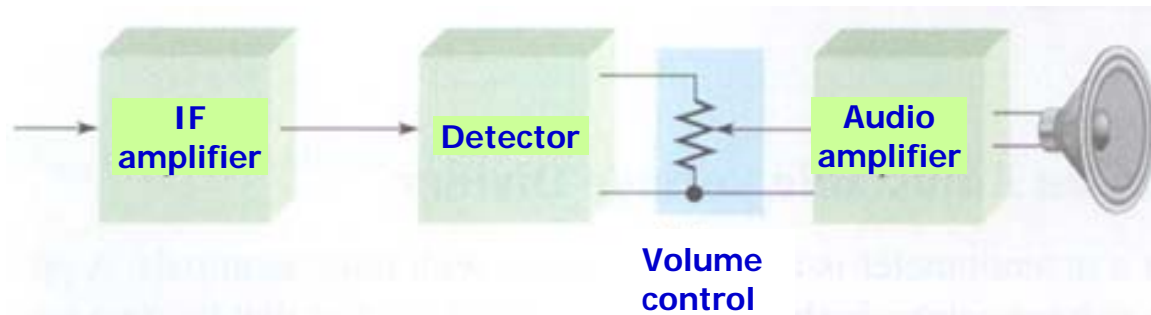 IF
amplifier
Detector
Audio
amplifier
Volume
control